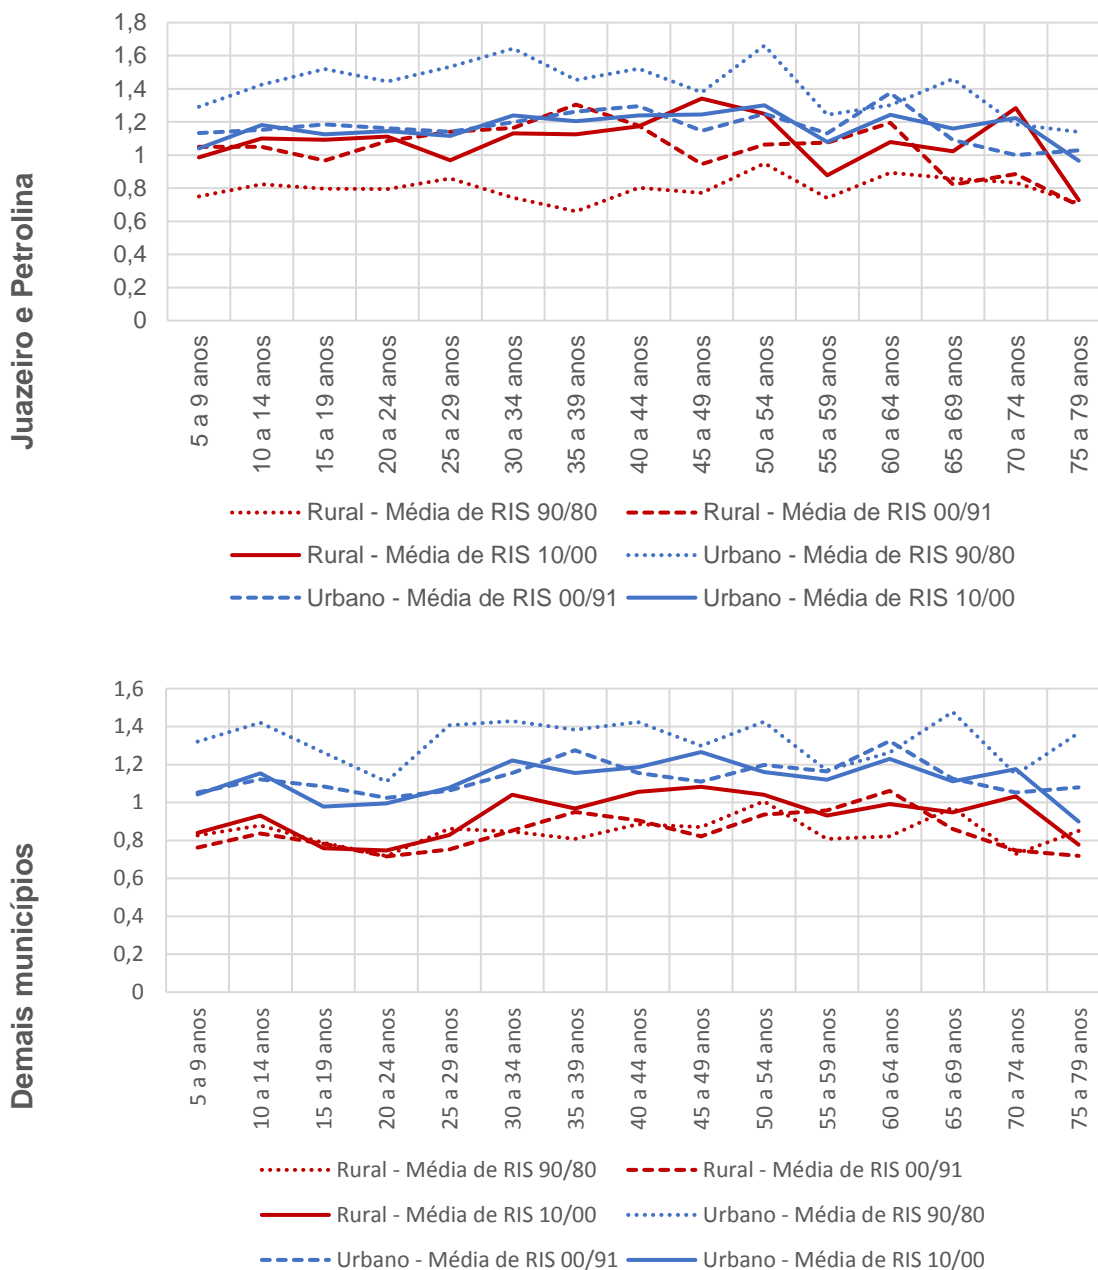 Juazeiro e Petrolina
1,8
1,6
1,4
1,2
1
0,8
0,6
0,4
0,2
0
5 a 9 anos
10 a 14 anos
15 a 19 anos
20 a 24 anos
25 a 29 anos
30 a 34 anos
35 a 39 anos
40 a 44 anos
45 a 49 anos
50 a 54 anos
55 a 59 anos
60 a 64 anos
65 a 69 anos
70 a 74 anos
75 a 79 anos
Rural - Média de RIS 90/80
Rural - Média de RIS 00/91
Rural - Média de RIS 10/00
Urbano - Média de RIS 90/80
Urbano - Média de RIS 00/91
Urbano - Média de RIS 10/00
Demais municípios
1,6
1,4
1,2
1
0,8
0,6
0,4
0,2
0
5 a 9 anos
10 a 14 anos
15 a 19 anos
20 a 24 anos
25 a 29 anos
30 a 34 anos
35 a 39 anos
40 a 44 anos
45 a 49 anos
50 a 54 anos
55 a 59 anos
60 a 64 anos
65 a 69 anos
70 a 74 anos
75 a 79 anos
Rural - Média de RIS 90/80
Rural - Média de RIS 00/91
Rural - Média de RIS 10/00
Urbano - Média de RIS 90/80
Urbano - Média de RIS 00/91
Urbano - Média de RIS 10/00